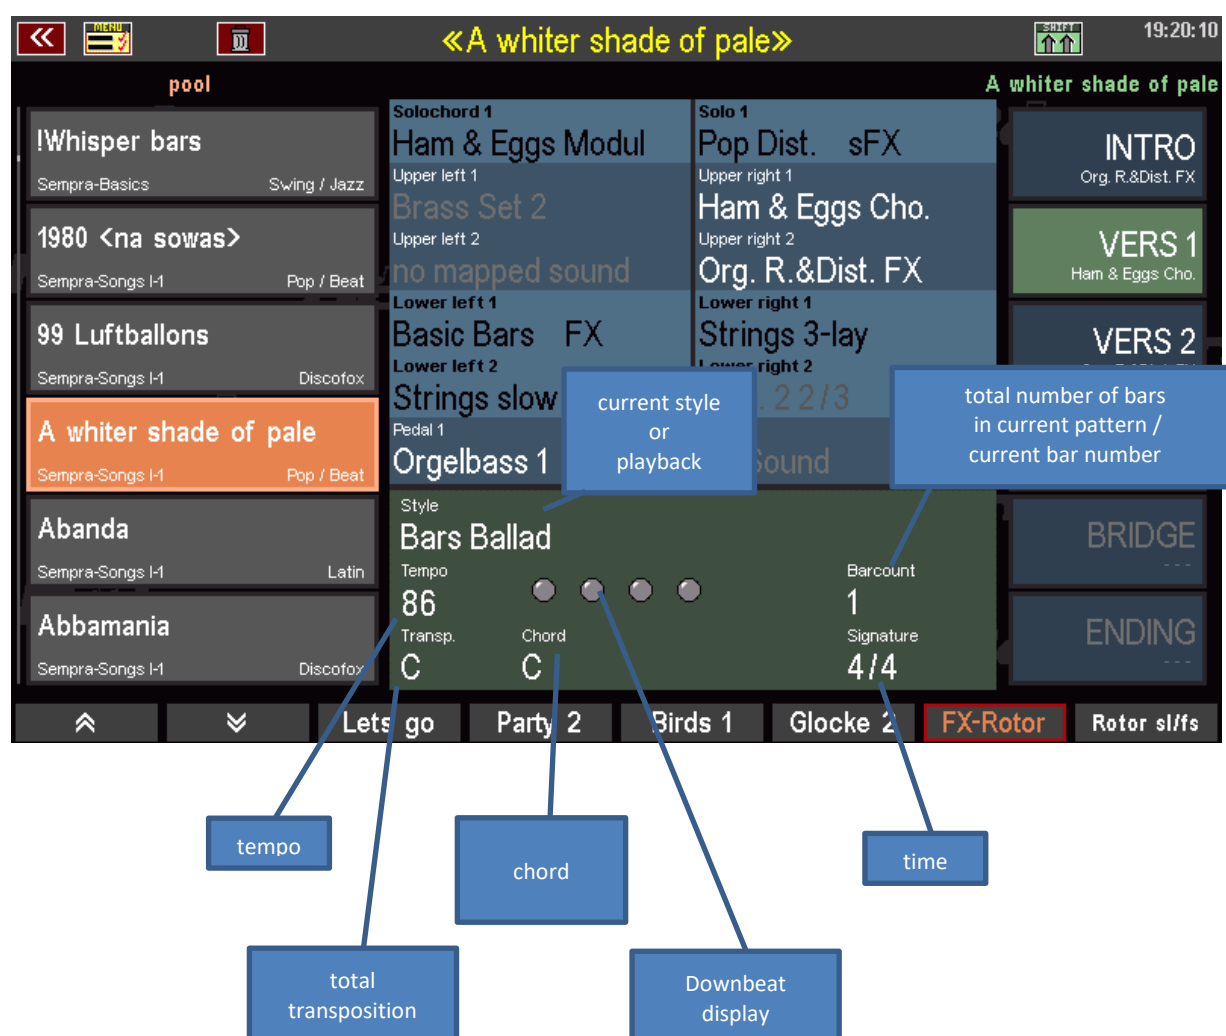 MENU
«A whiter shade of pale»
SHIFT
19:20:10
pool
A whiter shade of pale
!Whisper bars
Sempra-Basics Swing / Jazz
1980 <na sowas>
Sempra-Songs I-1 Pop / Beat
99 Luftballons
Sempra-Songs I-1 Discofox
A whiter shade of pale
Sempra-Songs I-1 Pop / Beat
Abanda
Sempra-Songs I-1 Latin
Abbamania
Sempra-Songs I-1 Discofox
Solochord 1
Ham & Eggs Modul
Solo 1
Pop Dist. sFX
Upper left 1
Brass Set 2
Upper right 1
Ham & Eggs Cho.
Upper left 2
no mapped sound
Upper right 2
Org. R.&Dist. FX
Lower left 1
Basic Bars FX
Lower right 1
Strings 3-lay
Lower left 2
Strings slow
Lower right 2
2 2/3
Pedal 1
Orgelbass 1
Sound
current style
or
playback
total number of bars
in current pattern /
current bar number
Style
Bars Ballad
Tempo
86
Barcount
1
Transp.
C
Chord
C
Signature
4/4
INTRO
Org. R.&Dist. FX
VERS 1
Ham & Eggs Cho.
VERS 2
BRIDGE
---
ENDING
---
Lets go
Party 2
Birds 1
Glocke 2
FX-Rotor
Rotor sl/fs
tempo
chord
time
total
transposition
Downbeat
display